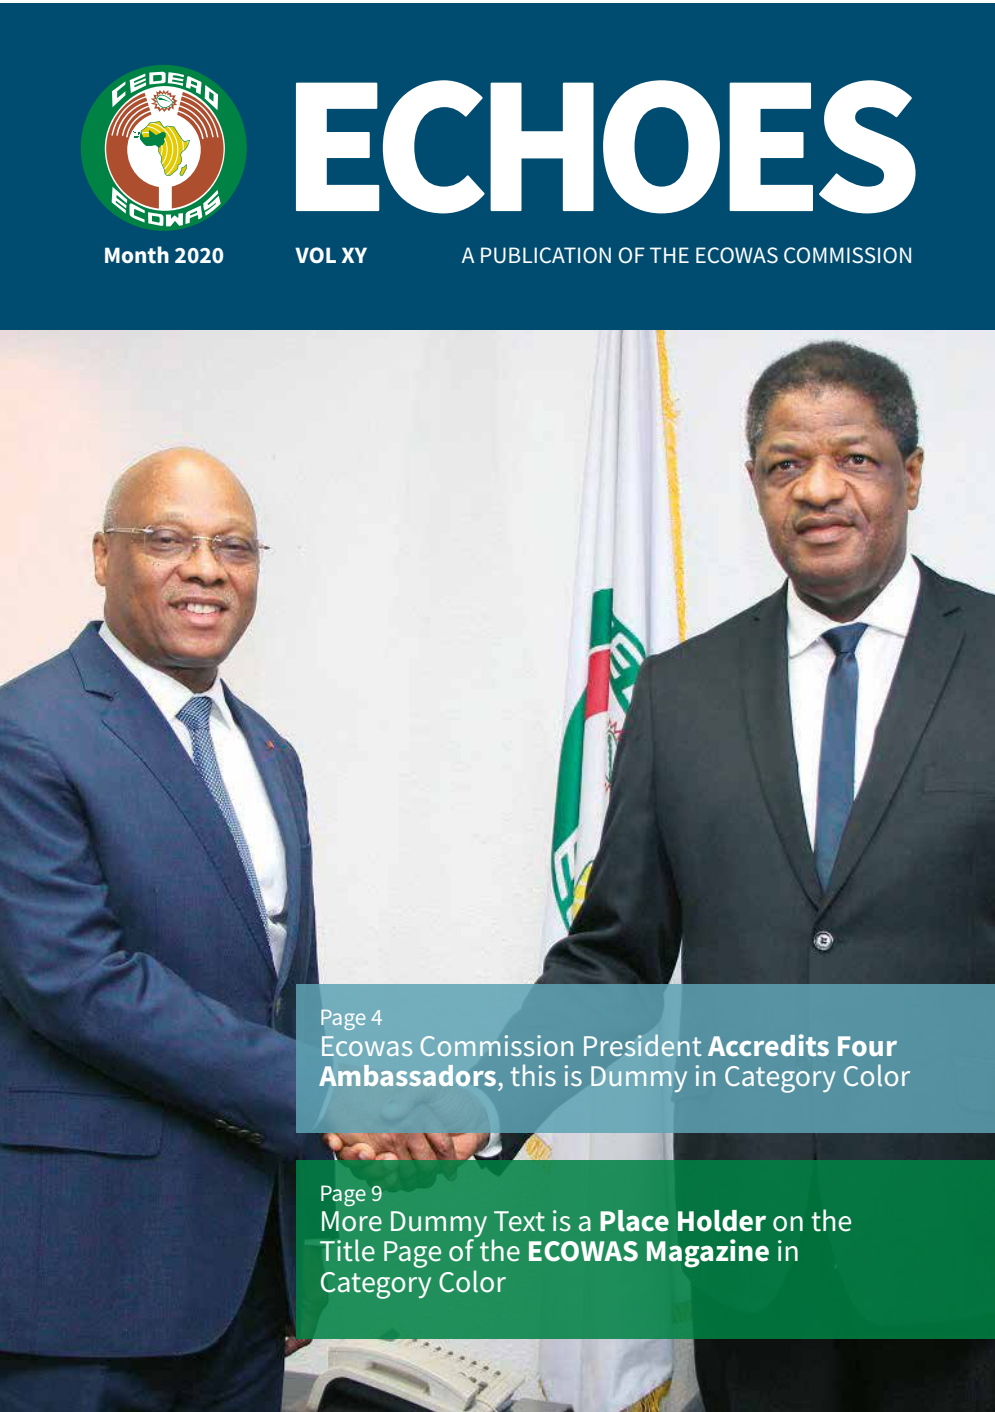 CEDEAO
ECOWAS
ECHOES
Month 2020
VOL XY
A PUBLICATION OF THE ECOWAS COMMISSION
Page 4
Ecowas Commission President Accredits Four
Ambassadors, this is Dummy in Category Color
Page 9
More Dummy Text is a Place Holder on the
Title Page of the ECOWAS Magazine in
Category Color